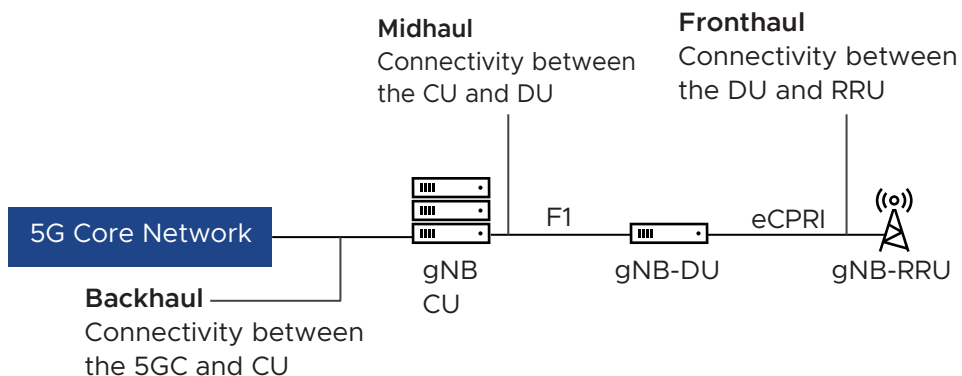 Midhaul
Connectivity between
the CU and DU
Fronthaul
Connectivity between
the DU and RRU
5G Core Network
F1
eCPRI
gNB
CU
gNB-DU
gNB-RRU
Backhaul
Connectivity between
the 5GC and CU